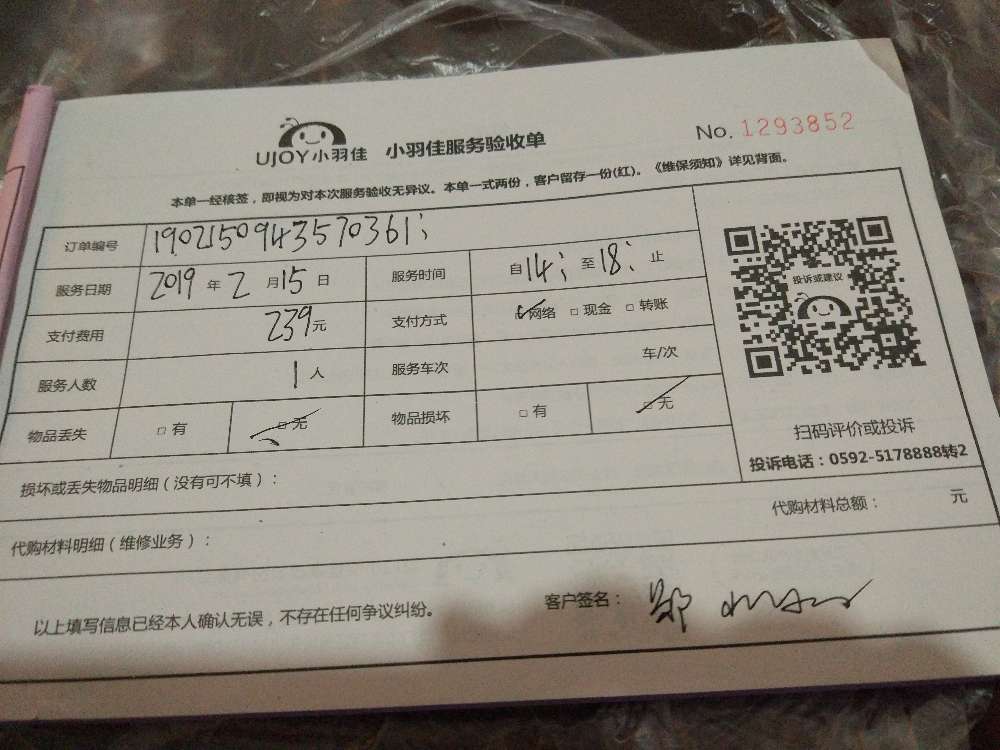 UJOY小羽佳 小羽佳服务验收单 No. 1293852
本单一经核签，即视为对本次服务验收无异议。本单一式两份，客户留存一份(红)。《维保须知》详见背面。
订单编号 1902150943570361;
服务日期 2019 年 2 月 15 日 服务时间 自 14: 至 18: 止
支付费用 239 元 支付方式 ☑ 网络 □ 现金 □ 转账
服务人数 1 人 服务车次 车/次
物品丢失 □ 有 ☑ 无 物品损坏 □ 有 ☑ 无
投诉或建议
扫码评价或投诉
投诉电话：0592-5178888转2
损坏或丢失物品明细（没有可不填）：
代购材料明细（维修业务）： 代购材料总额： 元
以上填写信息已经本人确认无误，不存在任何争议纠纷。 客户签名： 郑